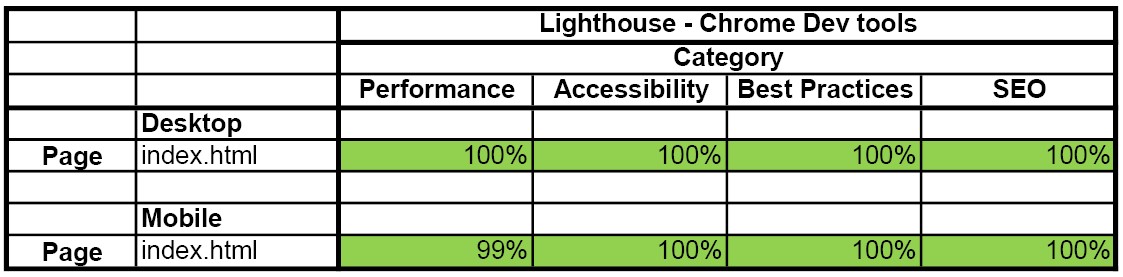 Lighthouse - Chrome Dev tools
Category
Performance Accessibility Best Practices SEO
Desktop
Page index.html 100% 100% 100% 100%
Mobile
Page index.html 99% 100% 100% 100%